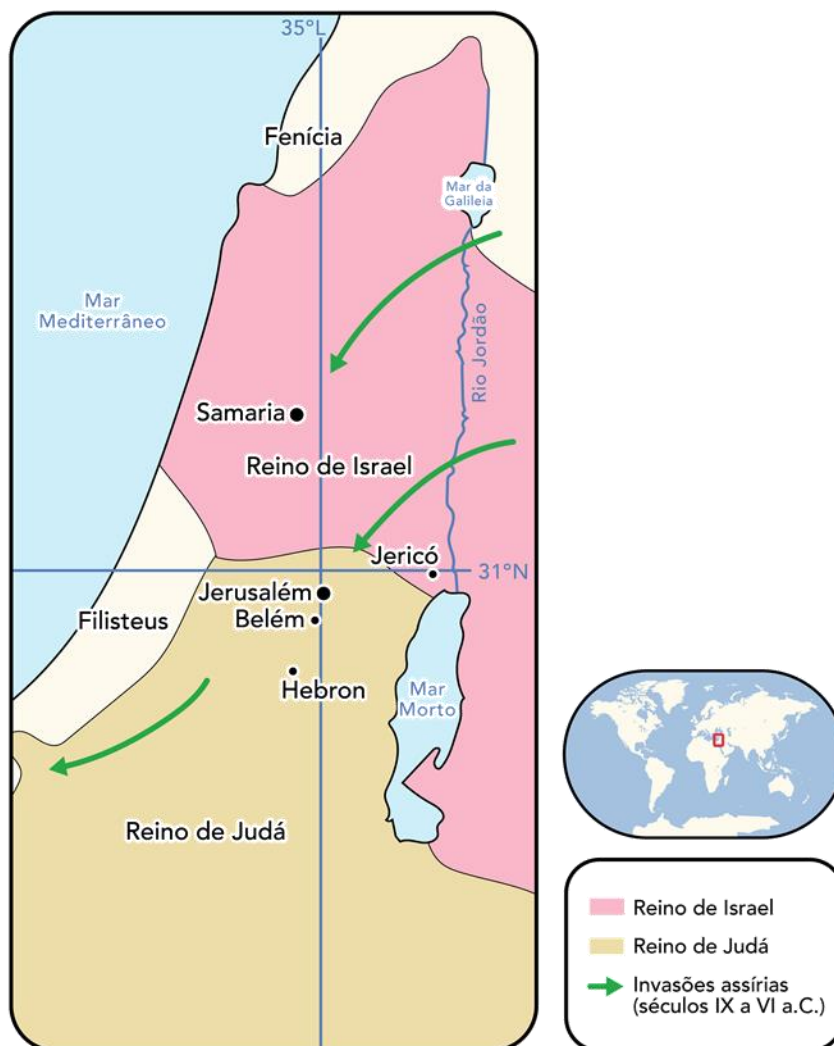 35°L
Fenícia
Mar da
Galileia
Mar
Mediterrâneo
Rio Jordão
Samaria
Reino de Israel
Jericó
31°N
Jerusalém
Filisteus
Belém
Hebron
Mar
Morto
Reino de Judá
Reino de Israel
Reino de Judá
Invasões assírias
(séculos IX a VI a.C.)